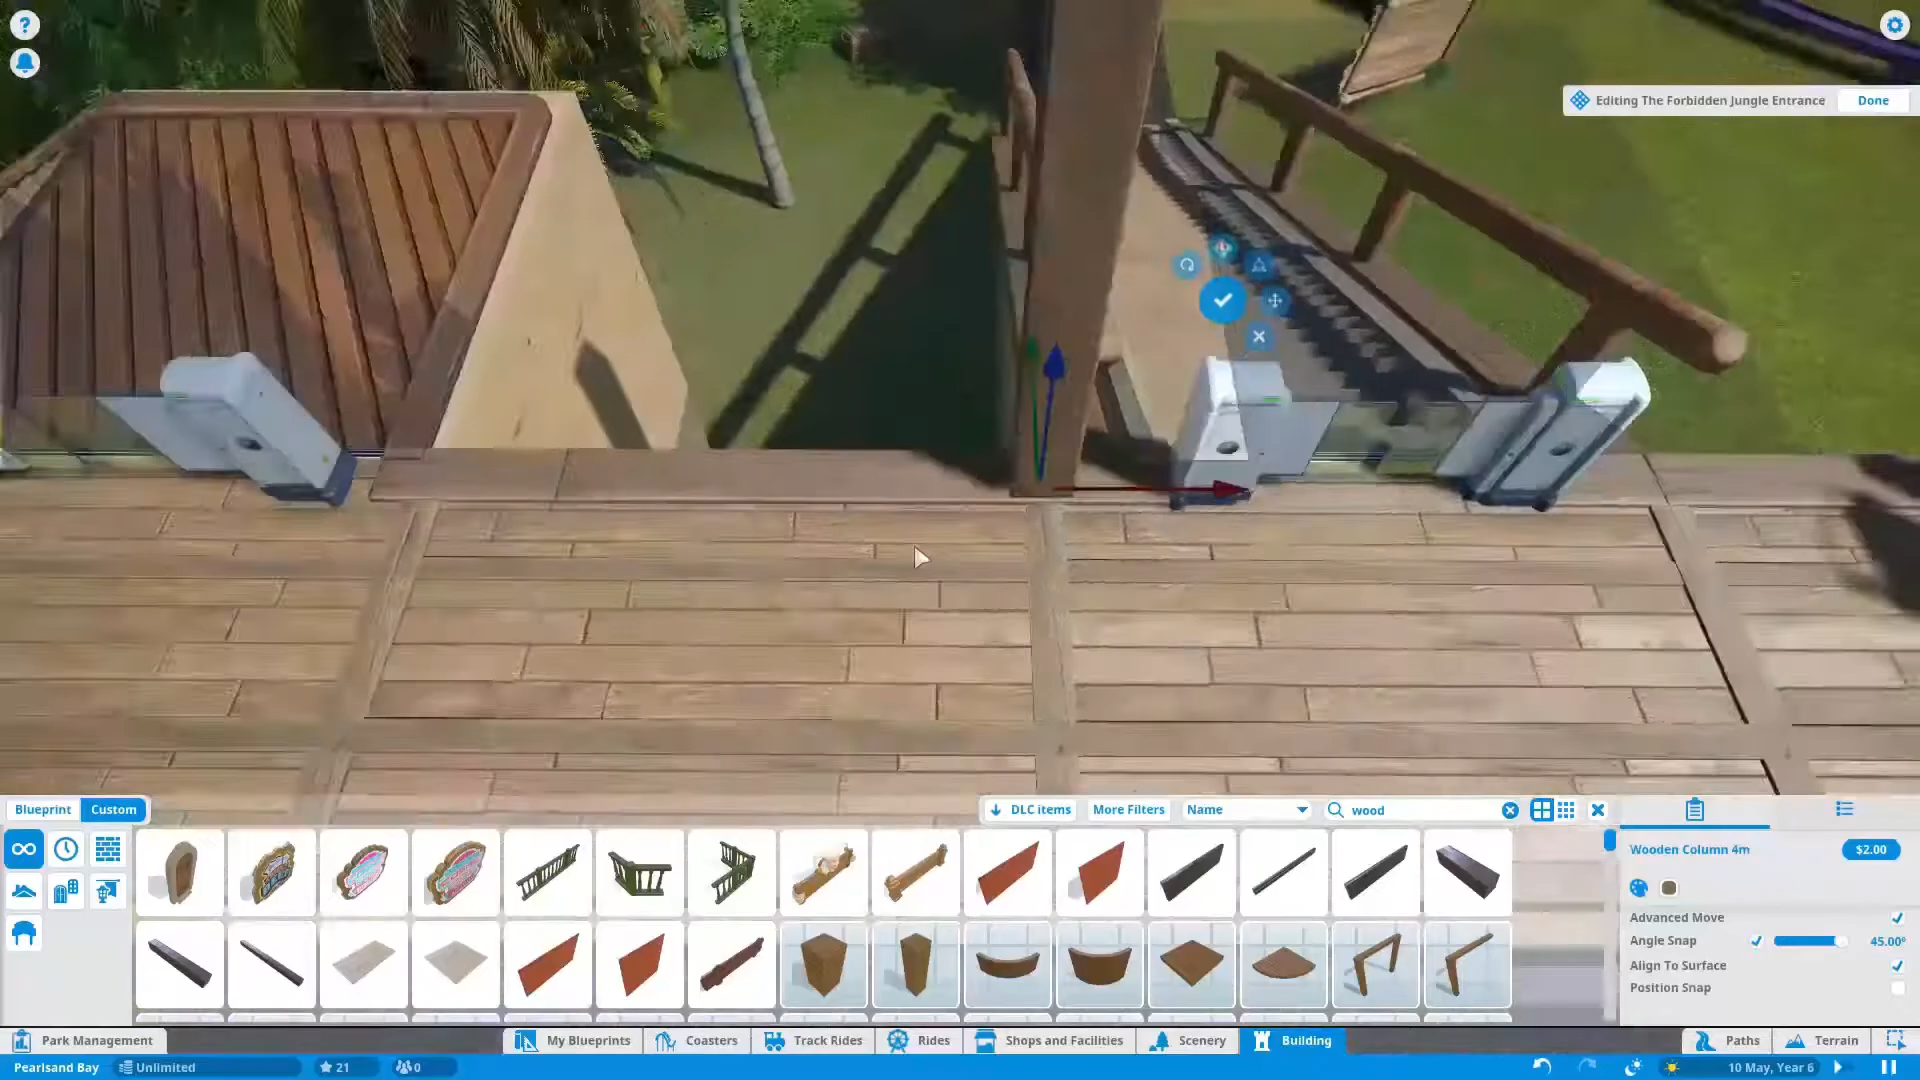 ?
Editing The Forbidden Jungle Entrance
Done
Blueprint
Custom
DLC items
More Filters
Name
wood
Wooden Column 4m
$2.00
Advanced Move
Angle Snap
45.00°
Align To Surface
Position Snap
Park Management
My Blueprints
Coasters
Track Rides
Rides
Shops and Facilities
Scenery
Building
Paths
Terrain
Pearlsand Bay
Unlimited
21
0
10 May, Year 6